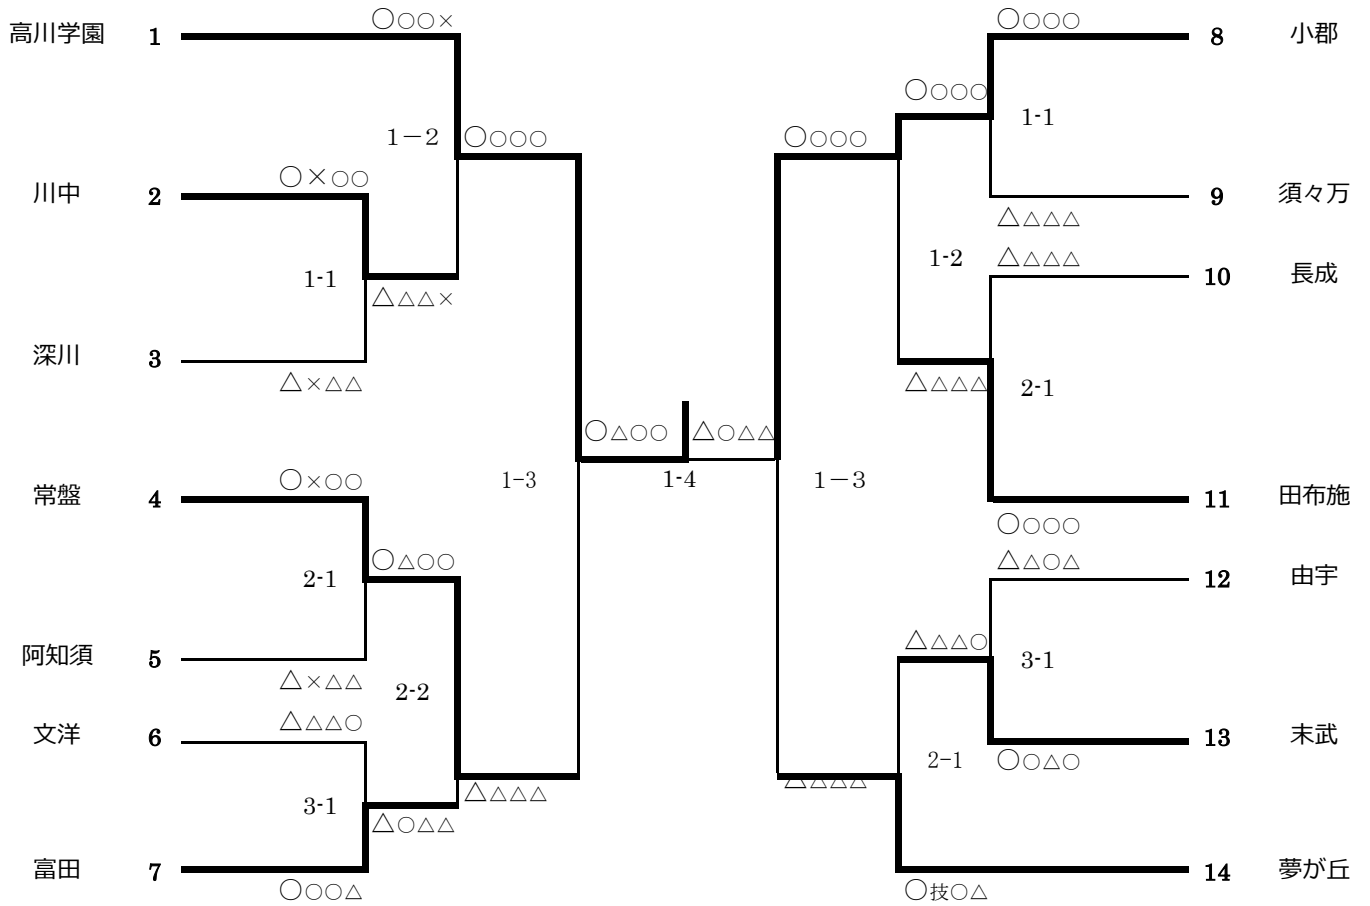 〇○○×
〇○○○
高川学園 1
8 小郡
〇○○○
1-1
1－2
〇○○○
〇○○○
〇×○○
川中 2
9 須々万
△△△△
1-2
△△△△
1-1
10 長成
△△△×
深川 3
△×△△
△△△△
2-1
〇△○○
△○△△
〇×○○
1-3
1-4
1－3
常盤 4
11 田布施
〇○○○
〇△○○
△△○△
2-1
12 由宇
△△△○
阿知須 5
3-1
△×△△
2-2
△△△○
文洋 6
13 末武
2-1
〇○△○
△△△△
△△△△
3-1
△○△△
富田 7
14 夢が丘
〇○○△
〇技○△